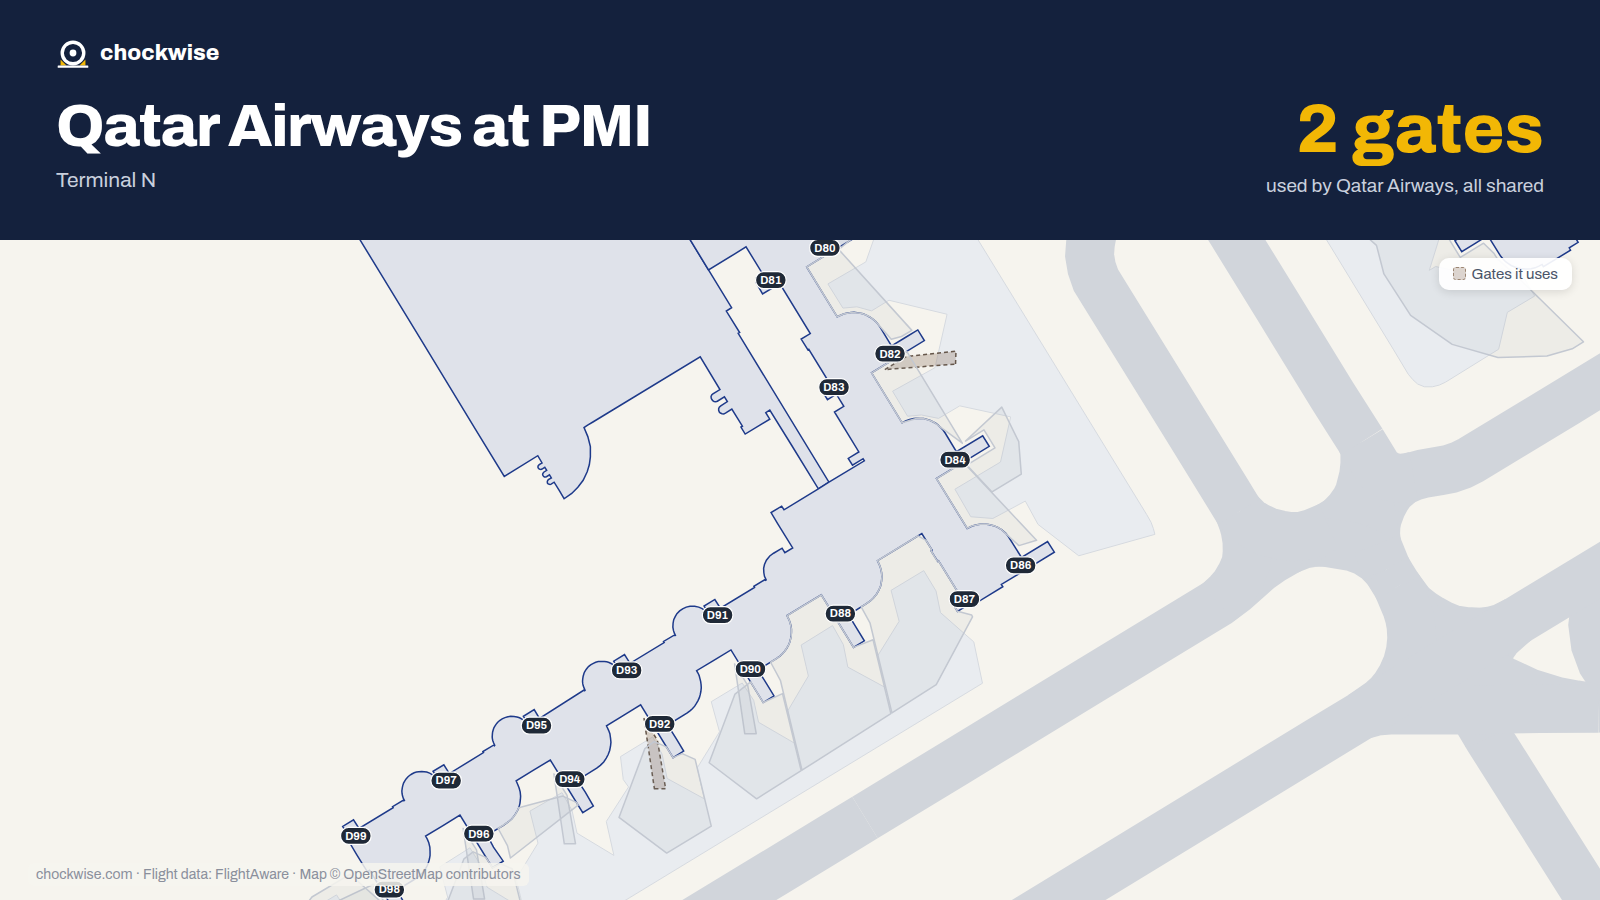 chockwise
Qatar Airways at PMI
Terminal N
2 gates
used by Qatar Airways, all shared
Gates it uses
D80
D81
D82
D83
D84
D86
D87
D88
D91
D90
D93
D92
D95
D94
D97
D96
D99
D98
chockwise.com · Flight data: FlightAware · Map © OpenStreetMap contributors